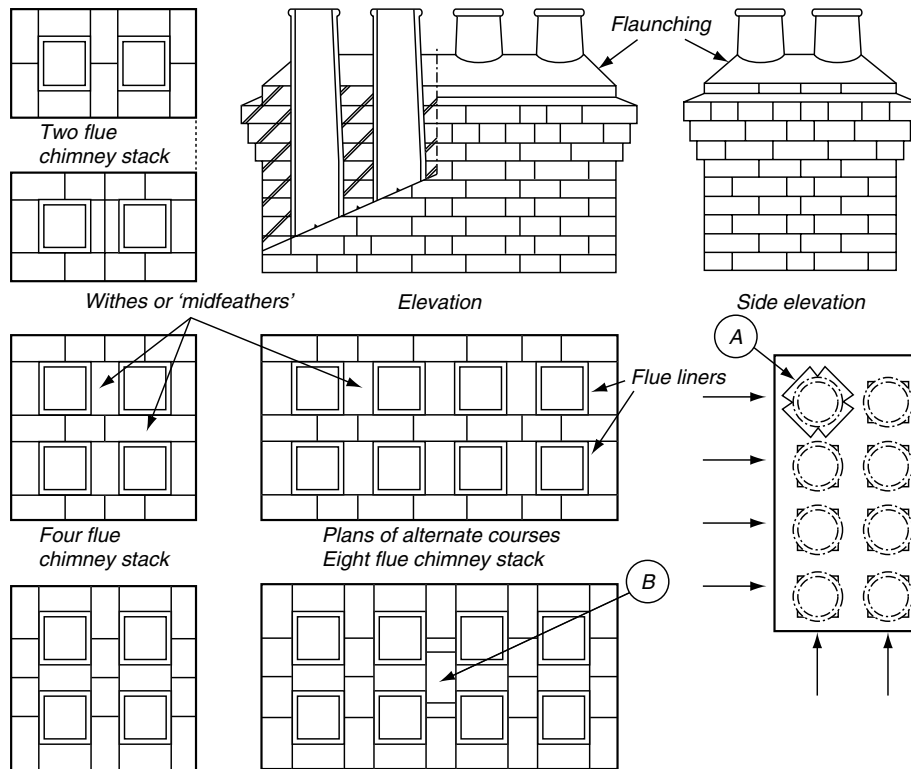 Flaunching
Two flue
chimney stack
Withes or ‘midfeathers’
Elevation
Side elevation
A
Flue liners
Four flue
chimney stack
Plans of alternate courses
Eight flue chimney stack
B